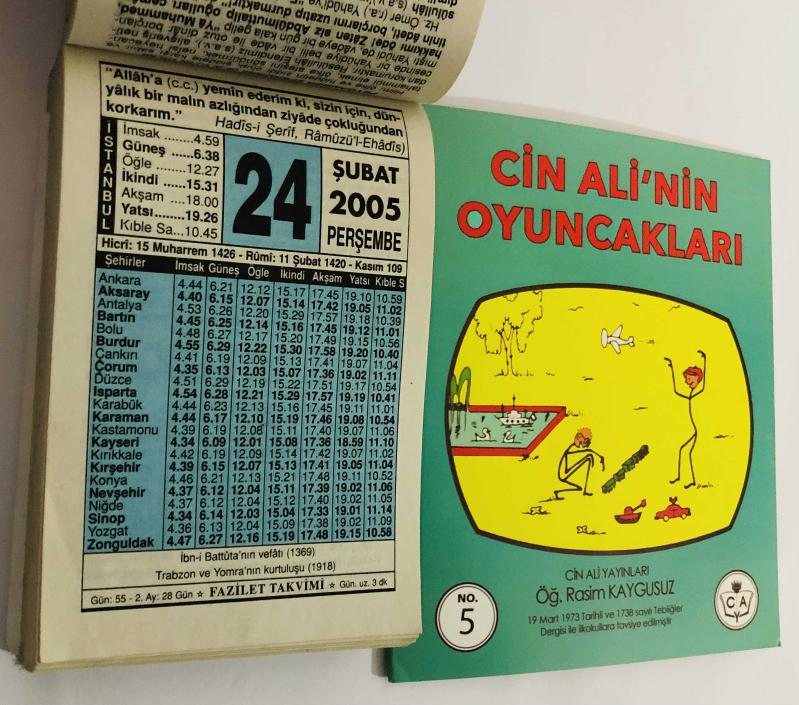 "Allâh'a (C.C.) yemîn ederim ki, sizin için, dün-
yâlık bir malın azlığından ziyâde çokluğundan
korkarım."
Hadîs-i Şerîf, Râmûzü'l-Ehadîs)
İSTANBUL
İmsak ........4.59
Güneş ......6.38
Öğle ........12.27
İkindi ......15.31
Akşam ....18.00
Yatsı.........19.26
Kıble Sa...10.45
24
ŞUBAT
2005
PERŞEMBE
Hicrî: 15 Muharrem 1426 - Rûmî: 11 Şubat 1420 - Kasım 109
Şehirler İmsak Güneş Öğle İkindi Akşam Yatsı Kıble S
Ankara 4.44 6.21 12.12 15.17 17.45 19.10 10.59
Aksaray 4.40 6.15 12.07 15.14 17.42 19.05 11.02
Antalya 4.53 6.26 12.20 15.29 17.57 19.18 10.39
Bartın 4.45 6.25 12.14 15.16 17.45 19.12 11.01
Bolu 4.48 6.27 12.17 15.20 17.49 19.15 10.56
Burdur 4.55 6.29 12.22 15.30 17.58 19.20 10.40
Çankırı 4.41 6.19 12.09 15.13 17.41 19.07 11.04
Çorum 4.35 6.13 12.03 15.07 17.36 19.02 11.11
Düzce 4.51 6.29 12.19 15.22 17.51 19.17 10.54
Isparta 4.54 6.28 12.21 15.29 17.57 19.19 10.41
Karabük 4.44 6.23 12.13 15.16 17.45 19.11 11.01
Karaman 4.44 6.17 12.10 15.19 17.46 19.08 10.54
Kastamonu 4.39 6.19 12.08 15.11 17.40 19.07 11.06
Kayseri 4.34 6.09 12.01 15.08 17.36 18.59 11.10
Kırıkkale 4.42 6.19 12.09 15.14 17.42 19.07 11.02
Kırşehir 4.39 6.15 12.07 15.13 17.41 19.05 11.04
Konya 4.46 6.21 12.13 15.21 17.48 19.11 10.52
Nevşehir 4.37 6.12 12.04 15.11 17.39 19.02 11.06
Niğde 4.37 6.12 12.04 15.12 17.40 19.02 11.05
Sinop 4.34 6.14 12.03 15.04 17.33 19.01 11.14
Yozgat 4.36 6.13 12.04 15.09 17.38 19.02 11.09
Zonguldak 4.47 6.27 12.16 15.19 17.48 19.15 10.58
İbn-i Battûta'nın vefâtı (1369)
Trabzon ve Yomra'nın kurtuluşu (1918)
Gün: 55 - 2. Ay: 28 Gün ★ FAZİLET TAKVİMİ ★ Gün. uz. 3 dk
CİN ALİ'NİN
OYUNCAKLARI
CİN ALİ YAYINLARI
Öğ. Rasim KAYGUSUZ
19 Mart 1973 Tarihli ve 1738 sayılı Tebliğler
Dergisi ile ilkokullara tavsiye edilmiştir
NO.
5
C A